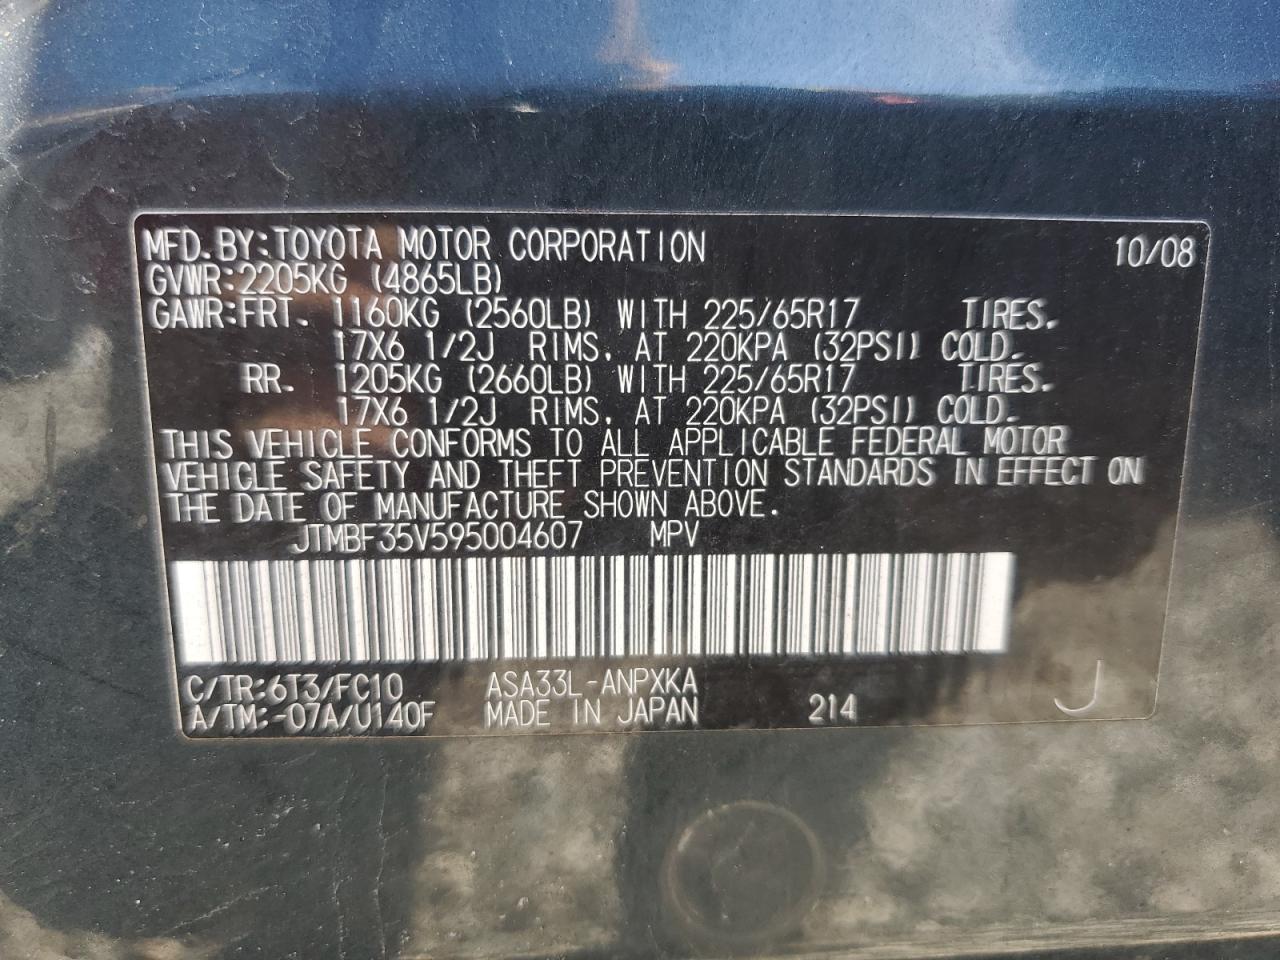 MFD.BY:TOYOTA MOTOR CORPORATION 10/08
GVWR:2205KG (4865LB)
GAWR:FRT. 1160KG (2560LB) WITH 225/65R17 TIRES.
17X6 1/2J RIMS, AT 220KPA (32PSI) COLD.
RR. 1205KG (2660LB) WITH 225/65R17 TIRES.
17X6 1/2J RIMS, AT 220KPA (32PSI) COLD.
THIS VEHICLE CONFORMS TO ALL APPLICABLE FEDERAL MOTOR
VEHICLE SAFETY AND THEFT PREVENTION STANDARDS IN EFFECT ON
THE DATE OF MANUFACTURE SHOWN ABOVE.
JTMBF35V595004607 MPV
C/TR:6T3/FC10 ASA33L-ANPXKA
A/TM:-07A/U140F MADE IN JAPAN 214 J